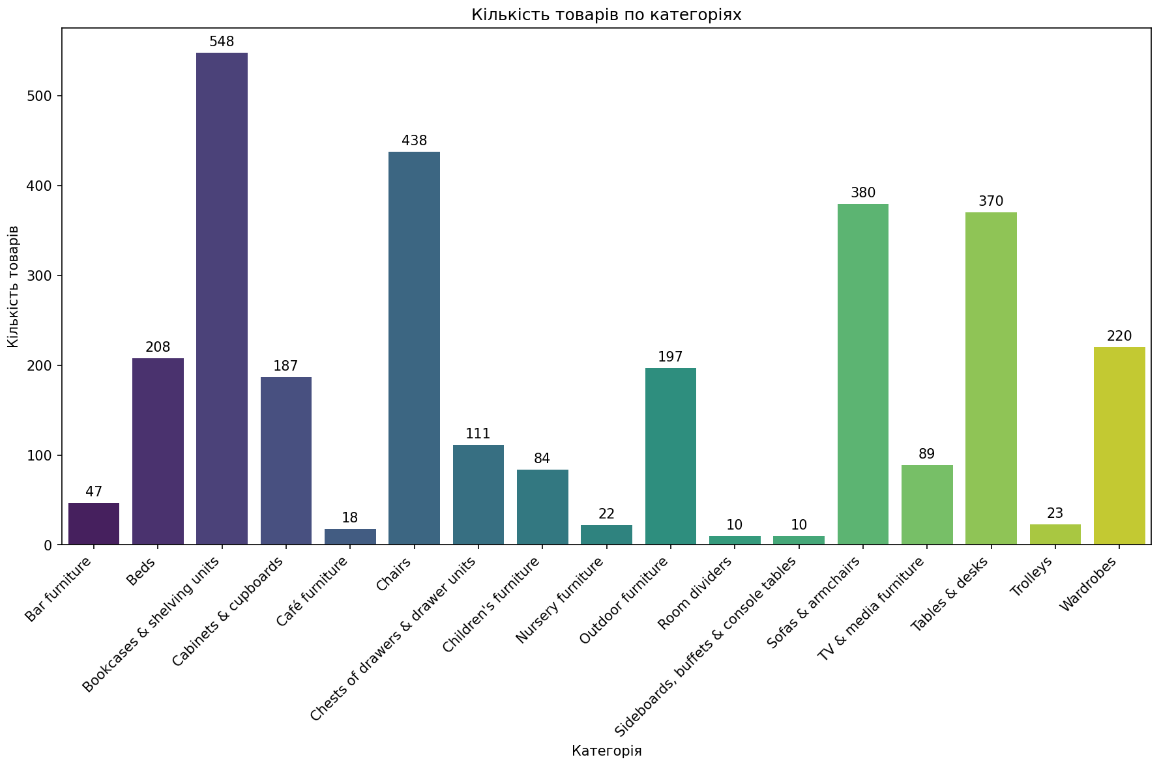 Кількість товарів по категоріях
Кількість товарів
500
400
300
200
100
0
47
208
548
187
18
438
111
84
22
197
10
10
380
89
370
23
220
Bar furniture
Beds
Bookcases & shelving units
Cabinets & cupboards
Café furniture
Chairs
Chests of drawers & drawer units
Children's furniture
Nursery furniture
Outdoor furniture
Room dividers
Sideboards, buffets & console tables
Sofas & armchairs
TV & media furniture
Tables & desks
Trolleys
Wardrobes
Категорія